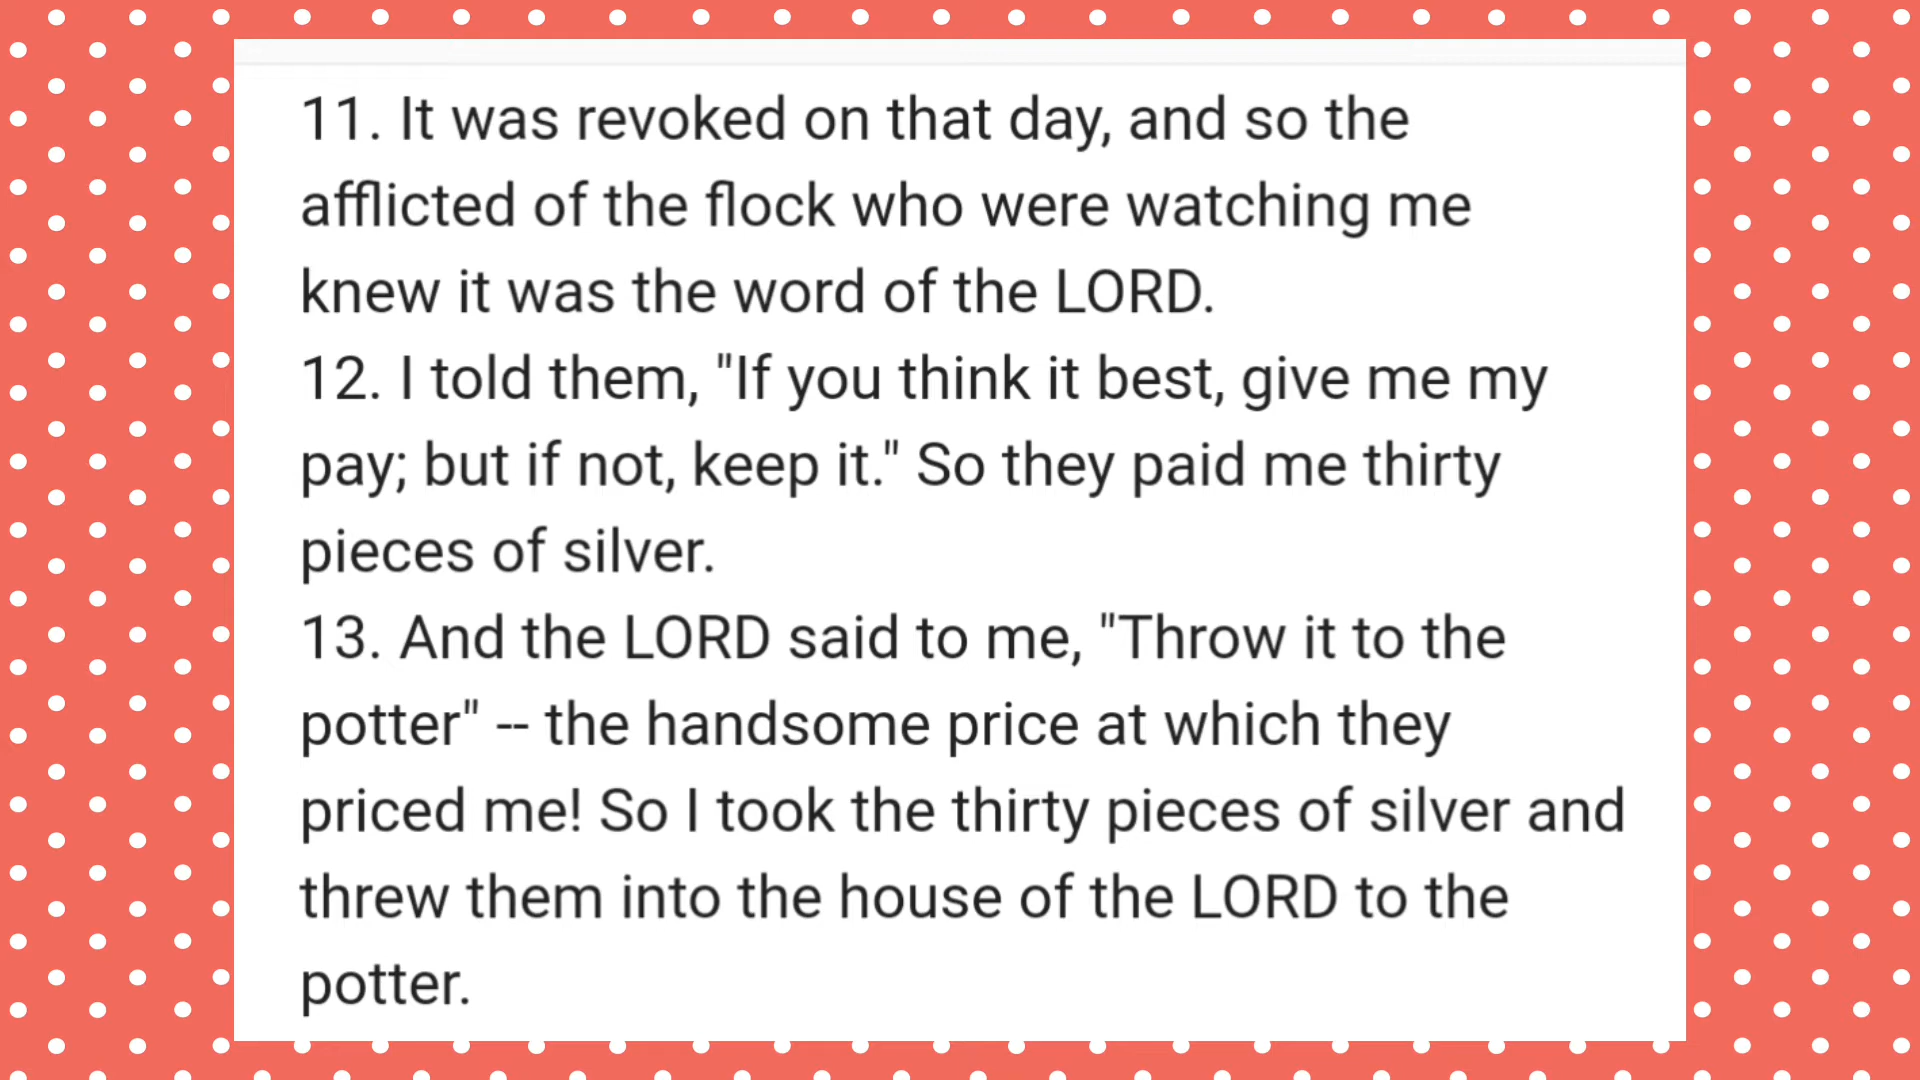 11. It was revoked on that day, and so the
afflicted of the flock who were watching me
knew it was the word of the LORD.
12. I told them, "If you think it best, give me my
pay; but if not, keep it." So they paid me thirty
pieces of silver.
13. And the LORD said to me, "Throw it to the
potter" -- the handsome price at which they
priced me! So I took the thirty pieces of silver and
threw them into the house of the LORD to the
potter.